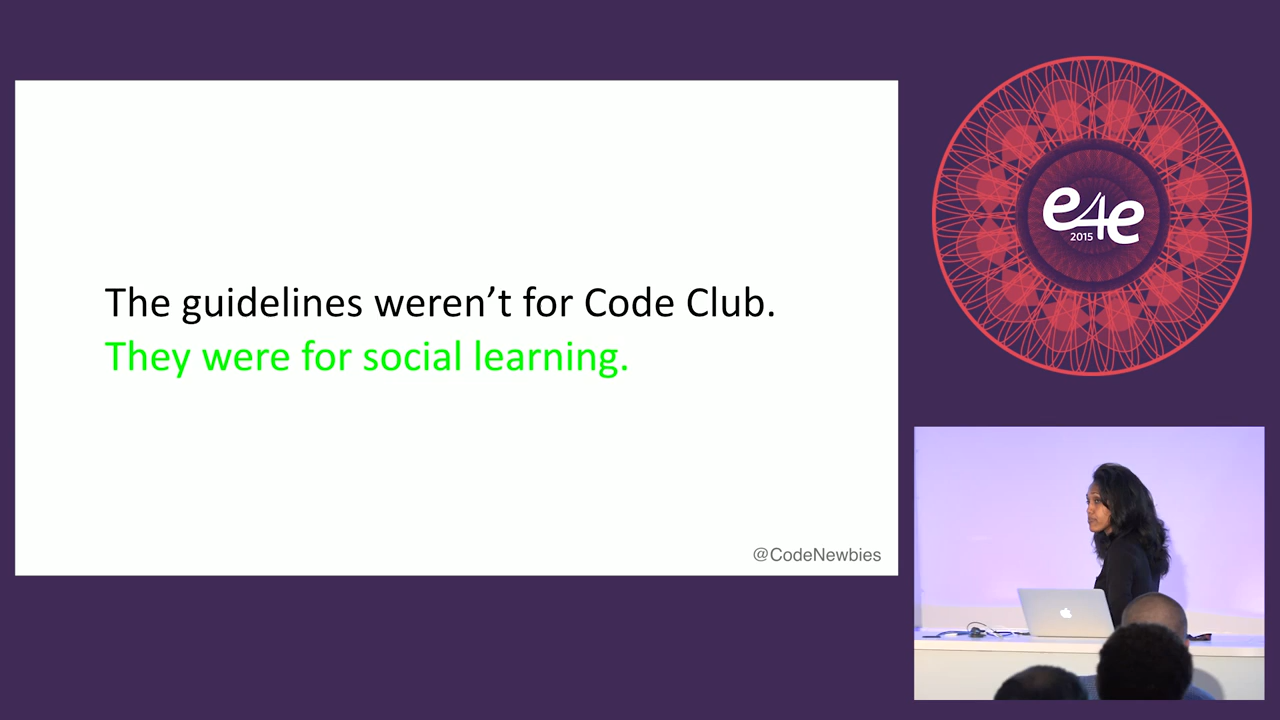 The guidelines weren’t for Code Club.
They were for social learning.
@CodeNewbies
e4e
2015